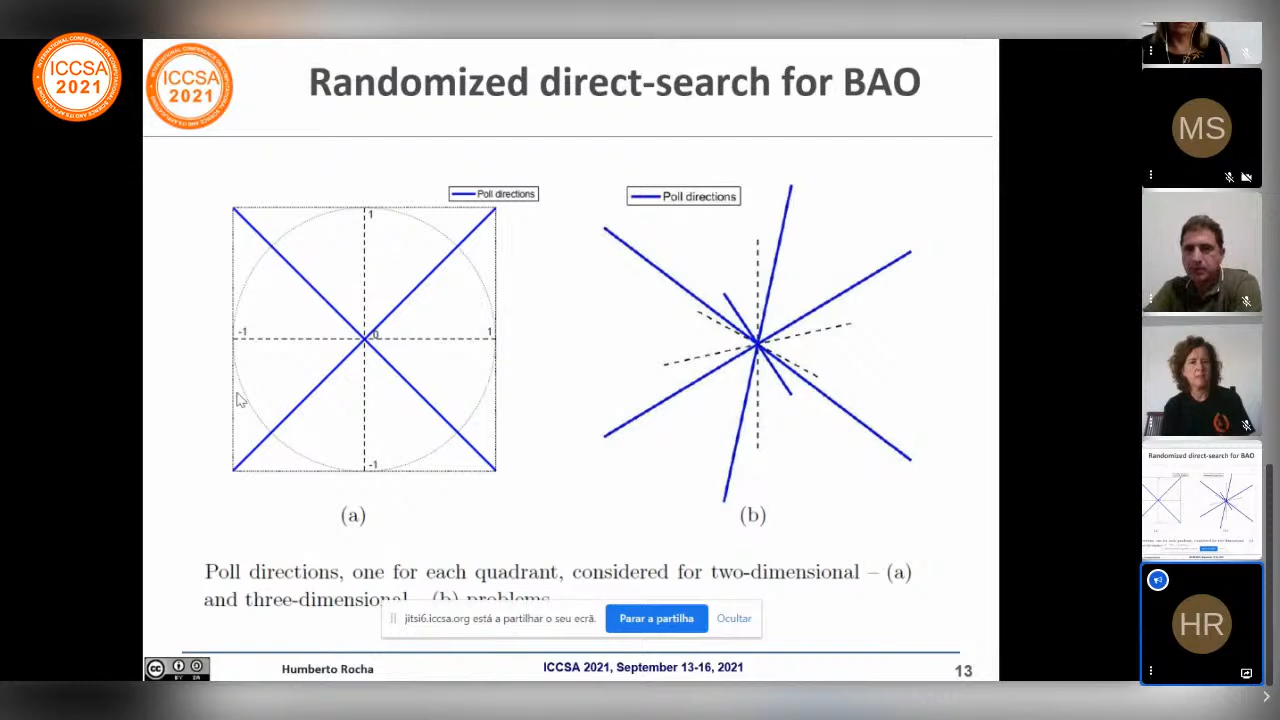 ICCSA
2021
ICCSA
2021
Randomized direct-search for BAO
Poll directions
1
-1
0
1
-1
(a)
Poll directions
(b)
Poll directions, one for each quadrant, considered for two-dimensional – (a)
and three-dimensional – (b) problems
jitsi6.iccsa.org está a partilhar o seu ecrã.
Parar a partilha
Ocultar
Humberto Rocha
ICCSA 2021, September 13-16, 2021
13
MS
Randomized direct-search for BAO
HR